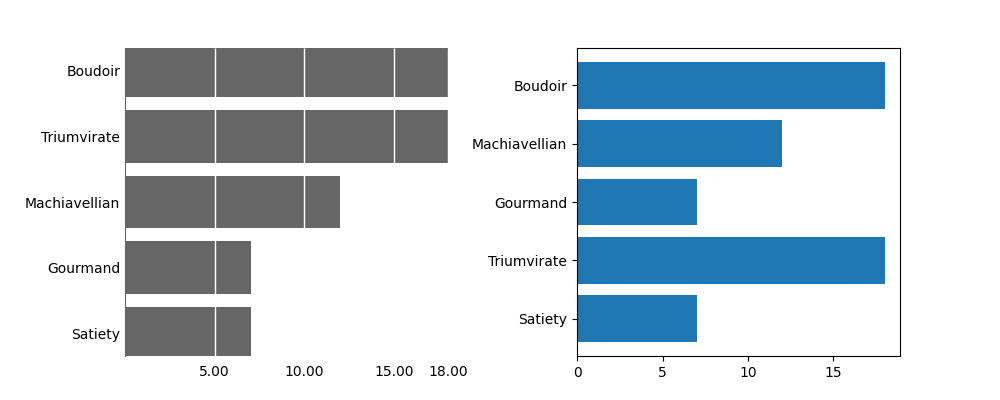 Boudoir
Triumvirate
Machiavellian
Gourmand
Satiety
5.00 10.00 15.00 18.00
Boudoir
Machiavellian
Gourmand
Triumvirate
Satiety
0 5 10 15